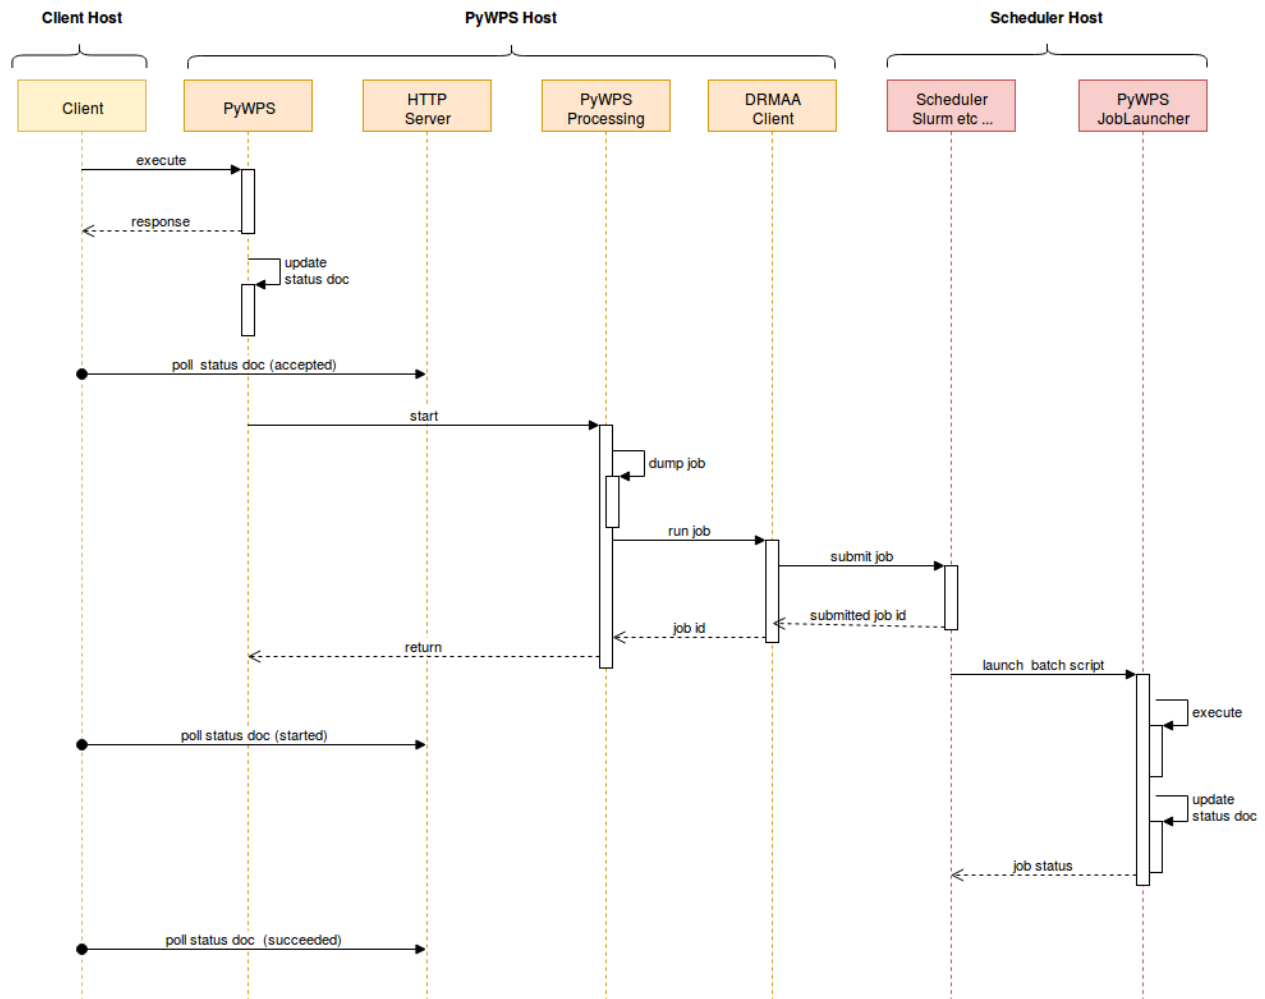 Client Host
PyWPS Host
Scheduler Host
Client
PyWPS
HTTP
Server
PyWPS
Processing
DRMAA
Client
Scheduler
Slurm etc ...
PyWPS
JobLauncher
execute
response
update
status doc
poll status doc (accepted)
start
dump job
run job
submit job
submitted job id
job id
return
launch batch script
execute
poll status doc (started)
update
status doc
job status
poll status doc (succeeded)